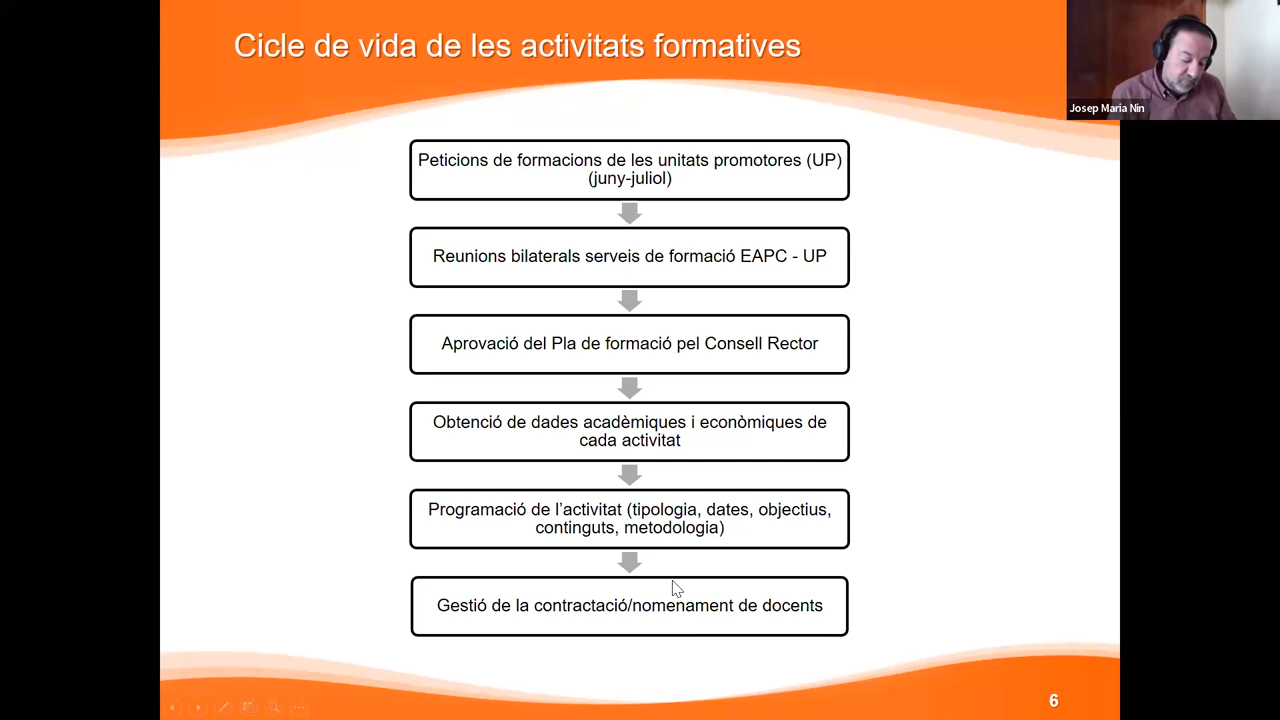 Cicle de vida de les activitats formatives
Josep Maria Nin
Peticions de formacions de les unitats promotores (UP)
(juny-juliol)
Reunions bilaterals serveis de formació EAPC - UP
Aprovació del Pla de formació pel Consell Rector
Obtenció de dades acadèmiques i econòmiques de
cada activitat
Programació de l’activitat (tipologia, dates, objectius,
continguts, metodologia)
Gestió de la contractació/nomenament de docents
6